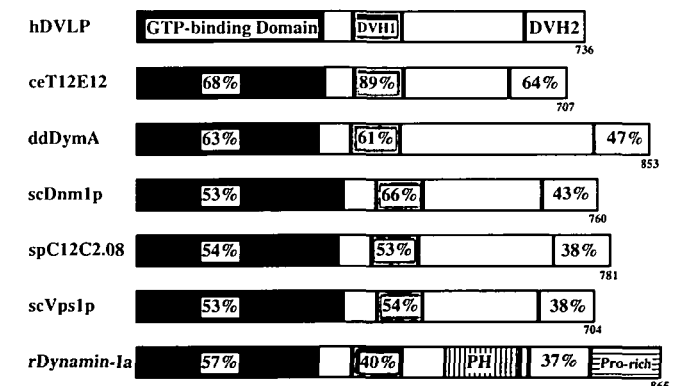 hDVLP GTP-binding Domain DVH1 DVH2
736
ceT12E12 68% 89% 64%
707
ddDymA 63% 61% 47%
853
scDnm1p 53% 66% 43%
760
spC12C2.08 54% 53% 38%
781
scVps1p 53% 54% 38%
704
rDynamin-Ia 57% 40% PH 37% Pro-rich
865